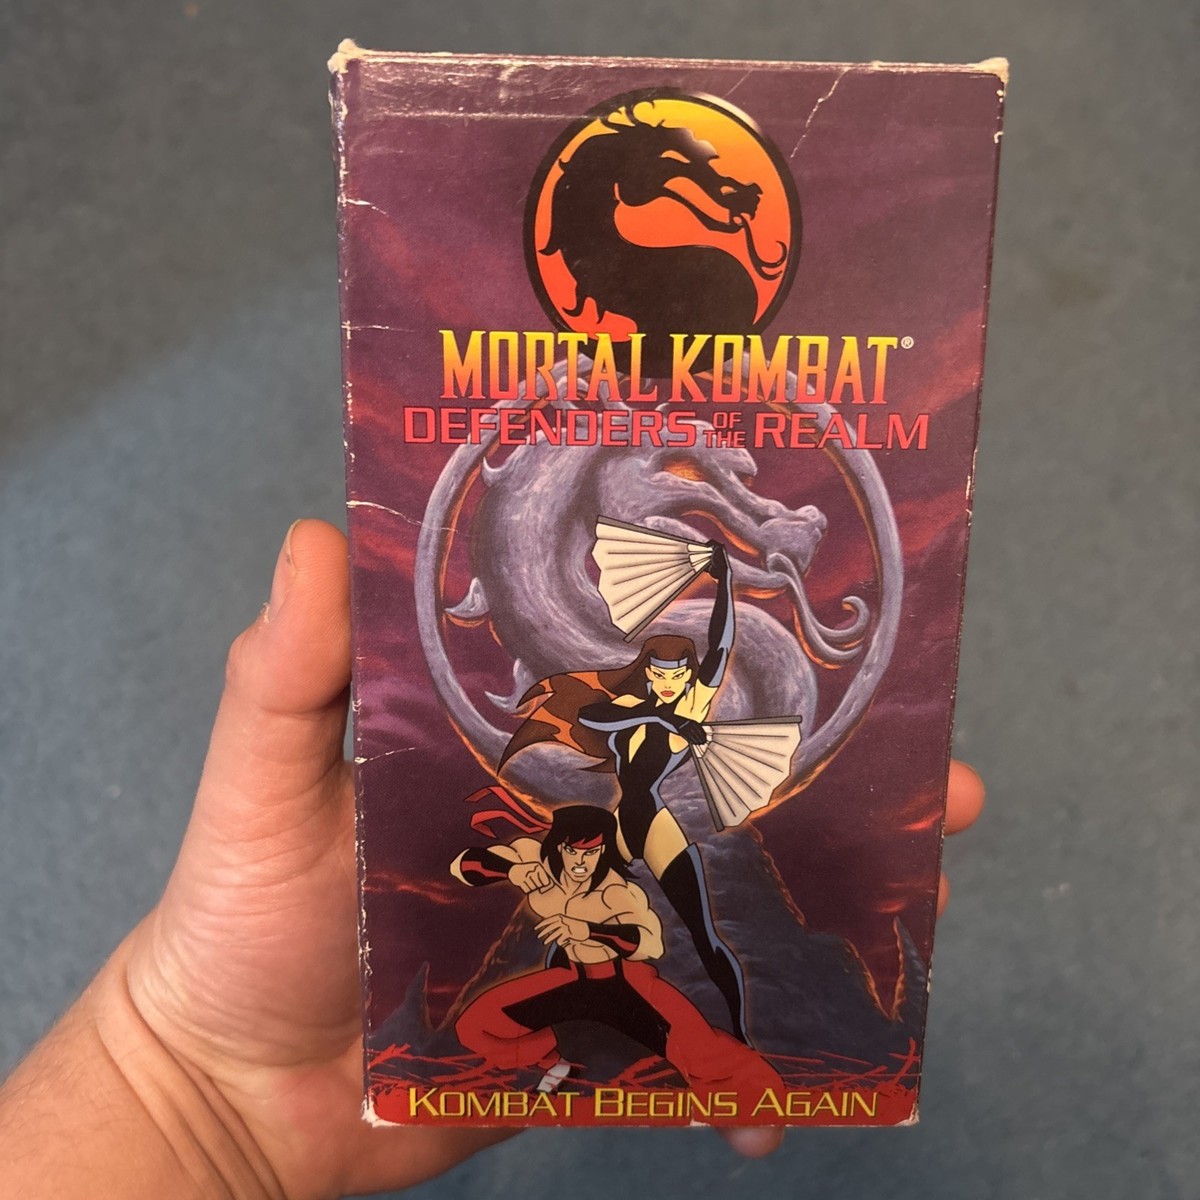 MORTAL KOMBAT®
DEFENDERS OF THE REALM
KOMBAT BEGINS AGAIN